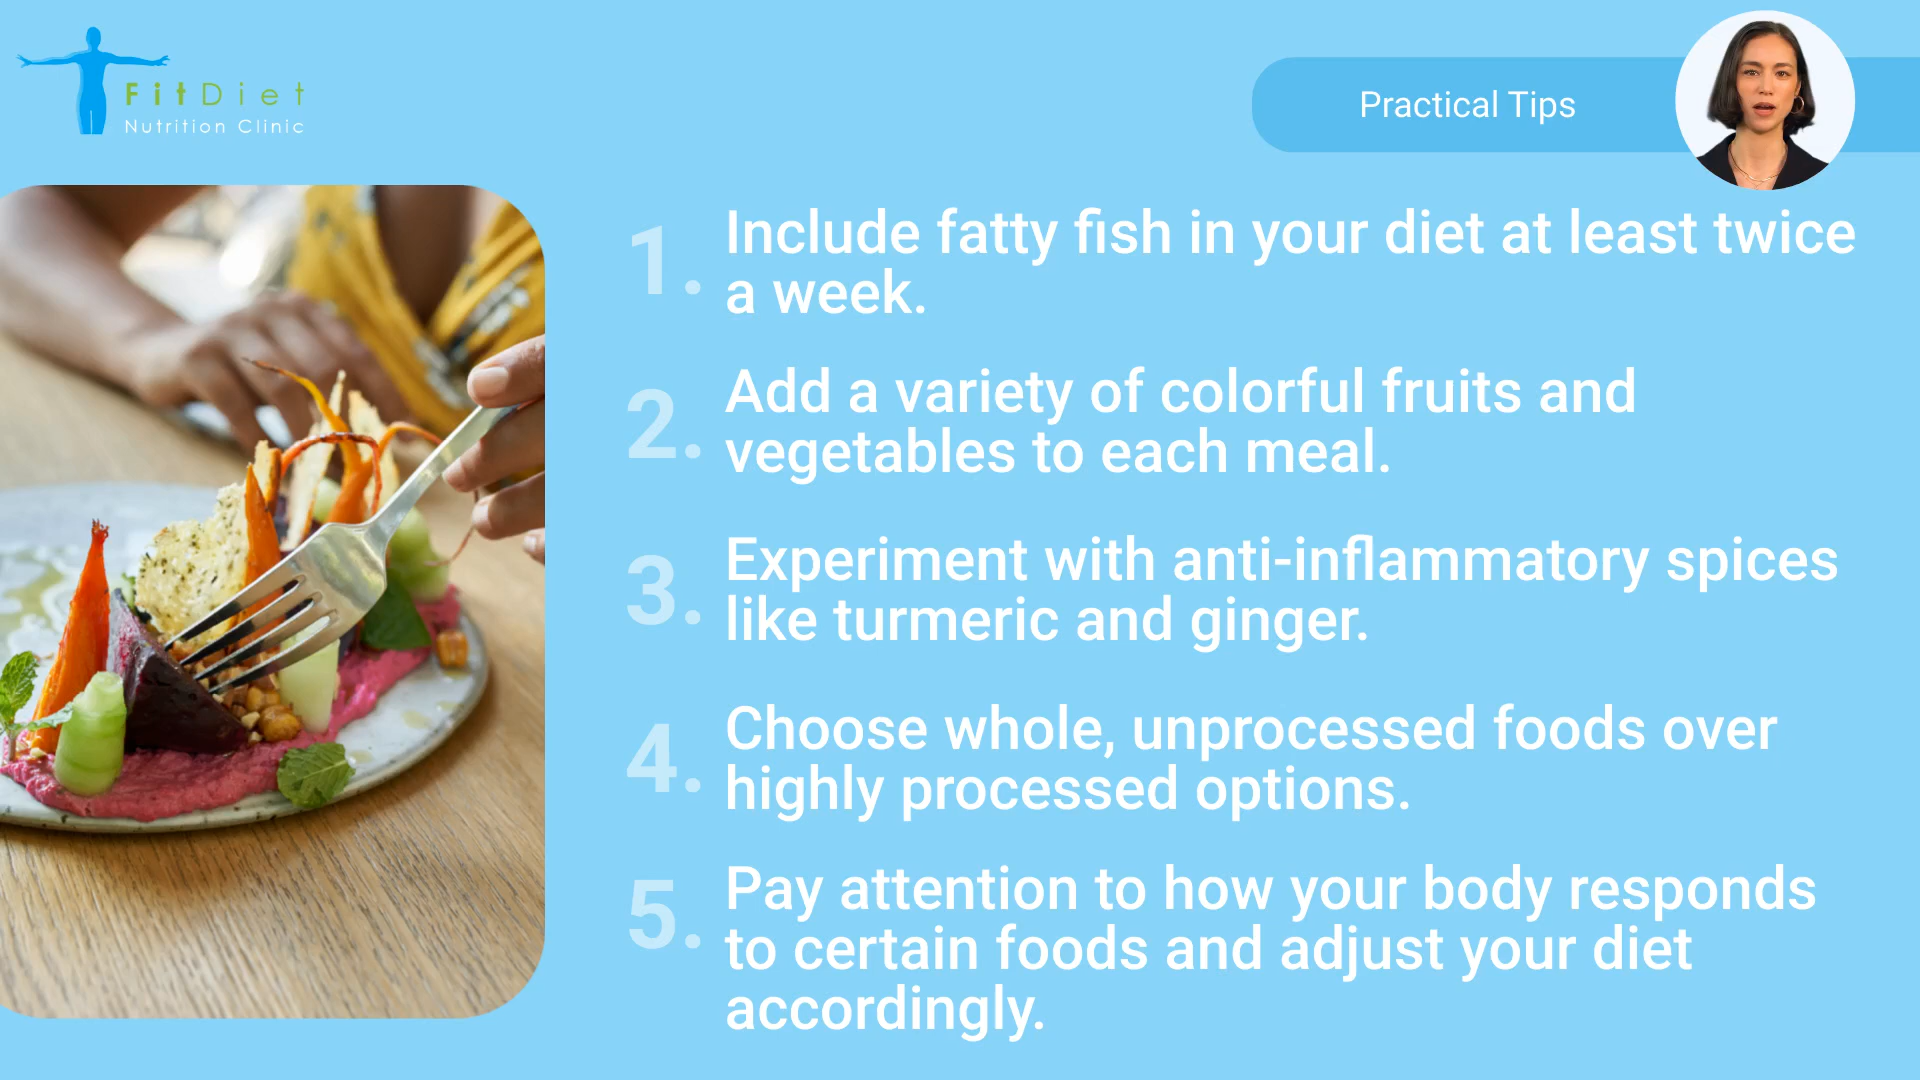 FitDiet
Nutrition Clinic
Practical Tips
1. Include fatty fish in your diet at least twice
a week.
2. Add a variety of colorful fruits and
vegetables to each meal.
3. Experiment with anti-inflammatory spices
like turmeric and ginger.
4. Choose whole, unprocessed foods over
highly processed options.
5. Pay attention to how your body responds
to certain foods and adjust your diet
accordingly.